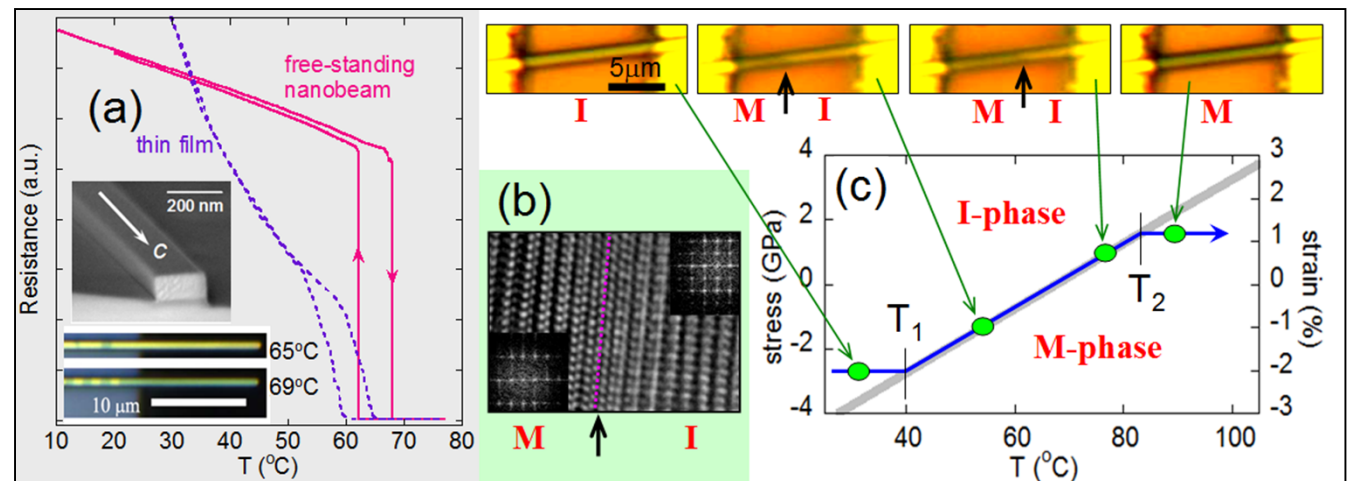 (a)
free-standing
nanobeam
thin film
200 nm
c
65°C
69°C
10 μm
Resistance (a.u.)
10 20 30 40 50 60 70 80
T (°C)
5μm
I
M I
M I
M
(b)
M I
(c)
I-phase
M-phase
T1
T2
4
2
0
-2
-4
stress (GPa)
3
2
1
0
-1
-2
-3
strain (%)
40 60 80 100
T (°C)